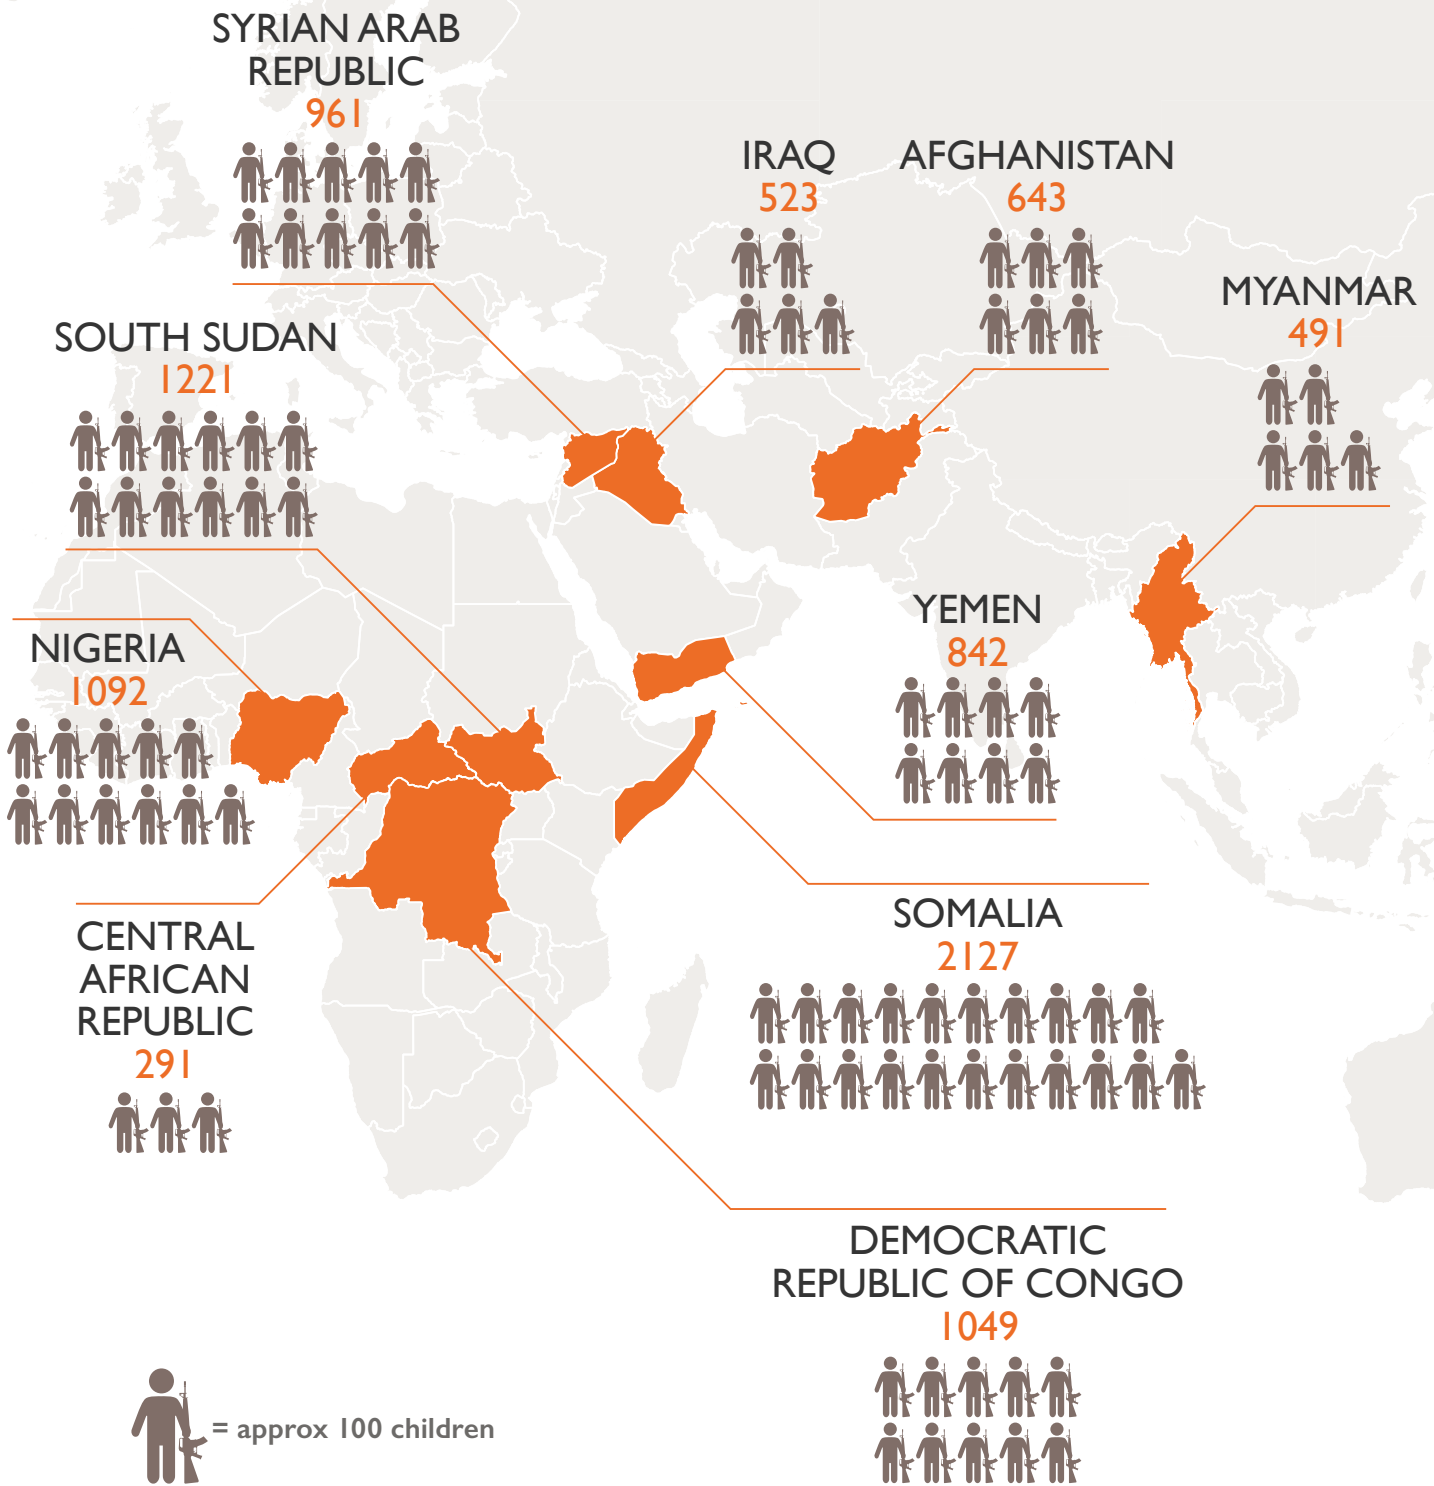 SYRIAN ARAB
REPUBLIC
961
IRAQ
523
AFGHANISTAN
643
MYANMAR
491
SOUTH SUDAN
1221
YEMEN
842
NIGERIA
1092
SOMALIA
2127
CENTRAL
AFRICAN
REPUBLIC
291
DEMOCRATIC
REPUBLIC OF CONGO
1049
= approx 100 children